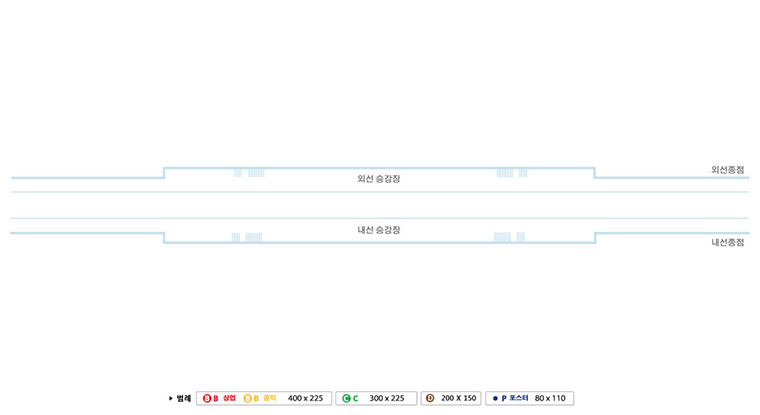 외선종점
외선 승강장
내선 승강장
내선종점
▶ 범례 B B 상업 B B 공익 400 x 225 C C 300 x 225 D 200 X 150 ● P 포스터 80 x 110